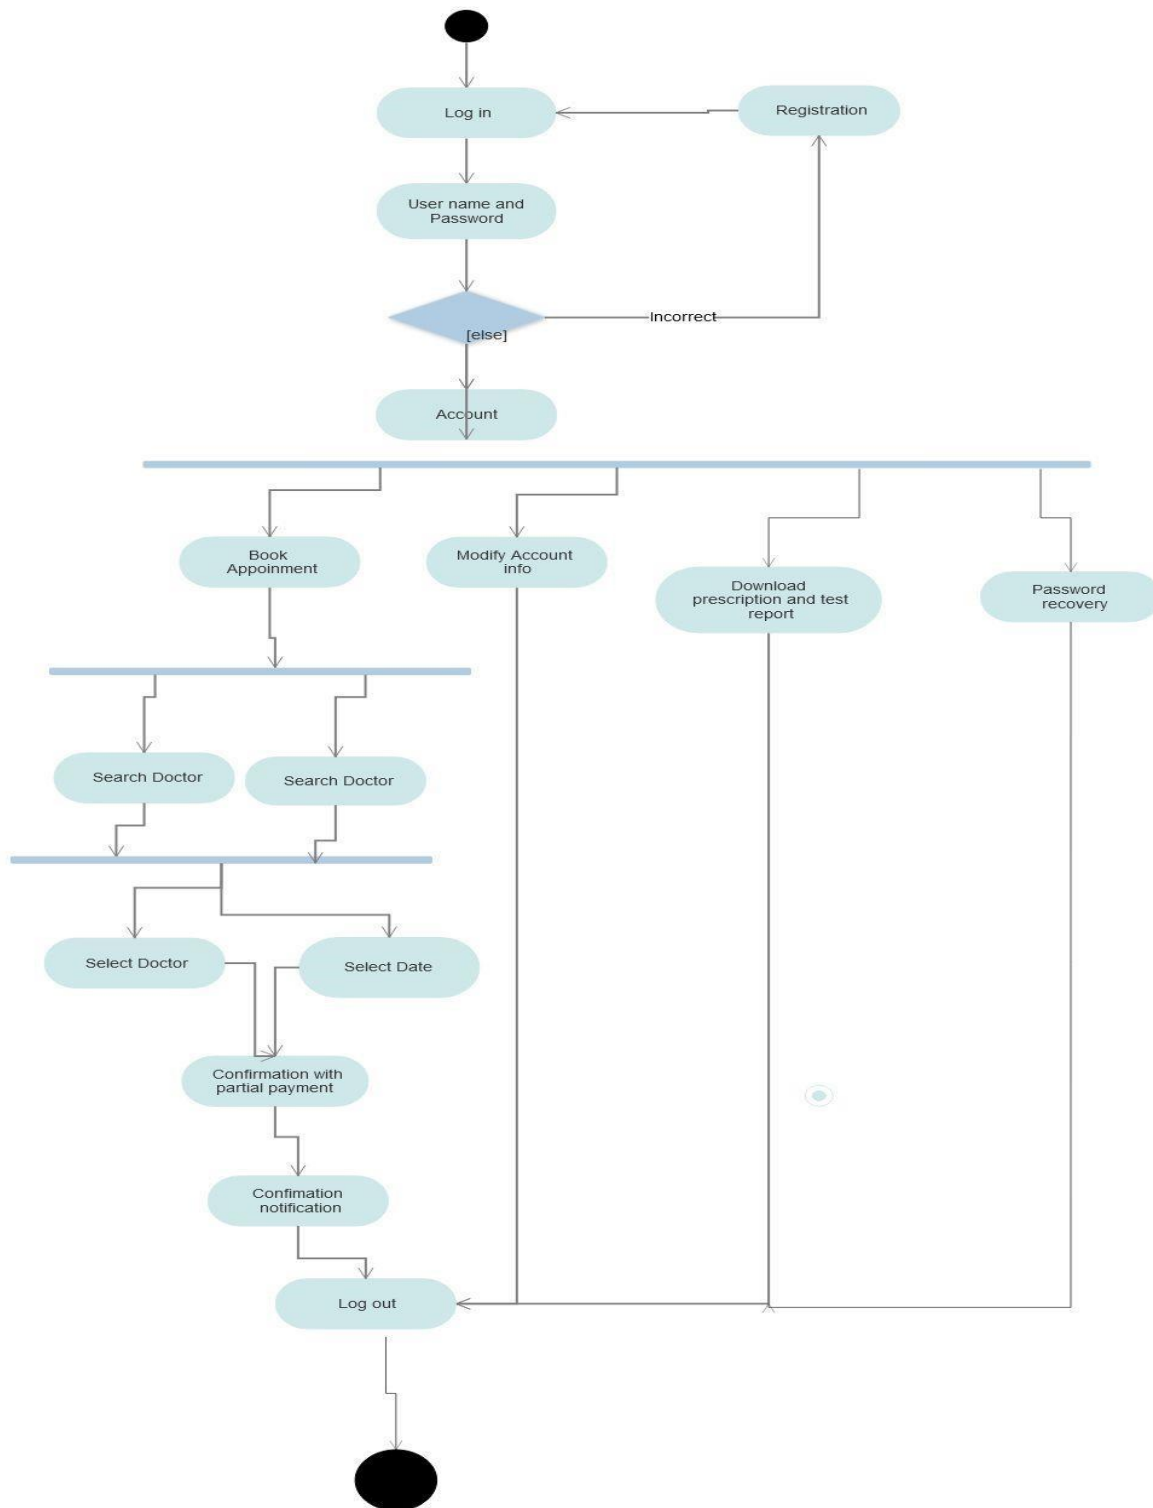 Log in
Registration
User name and
Password
Incorrect
[else]
Account
Book
Appoinment
Modify Account
info
Download
prescription and test
report
Password
recovery
Search Doctor
Search Doctor
Select Doctor
Select Date
Confirmation with
partial payment
Confimation
notification
Log out